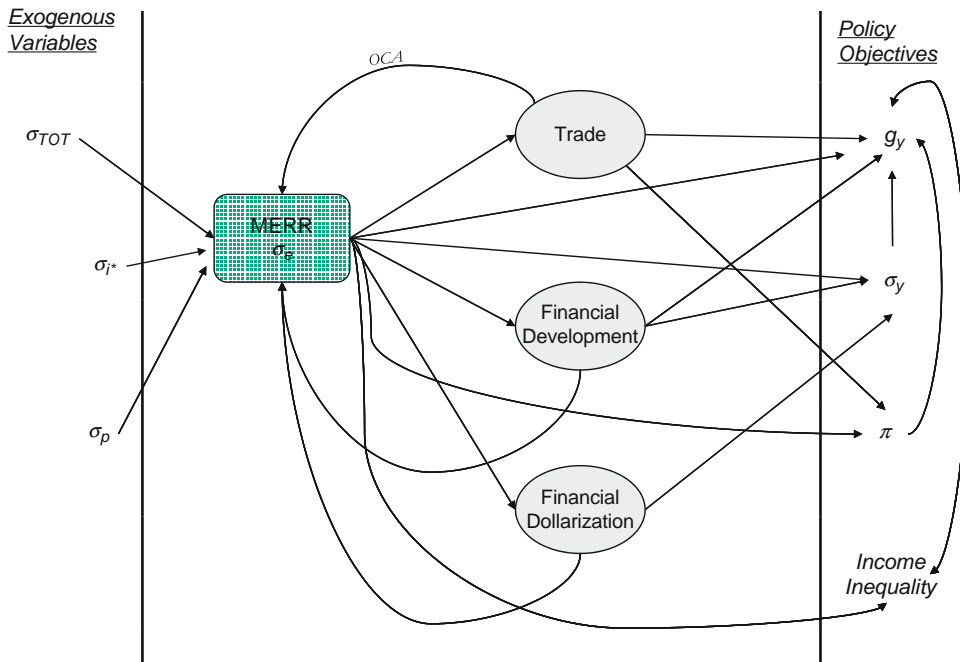 Exogenous
Variables
Policy
Objectives
OCA
σTOT
Trade
gy
MERR
σe
σi*
σy
Financial
Development
σp
π
Financial
Dollarization
Income
Inequality